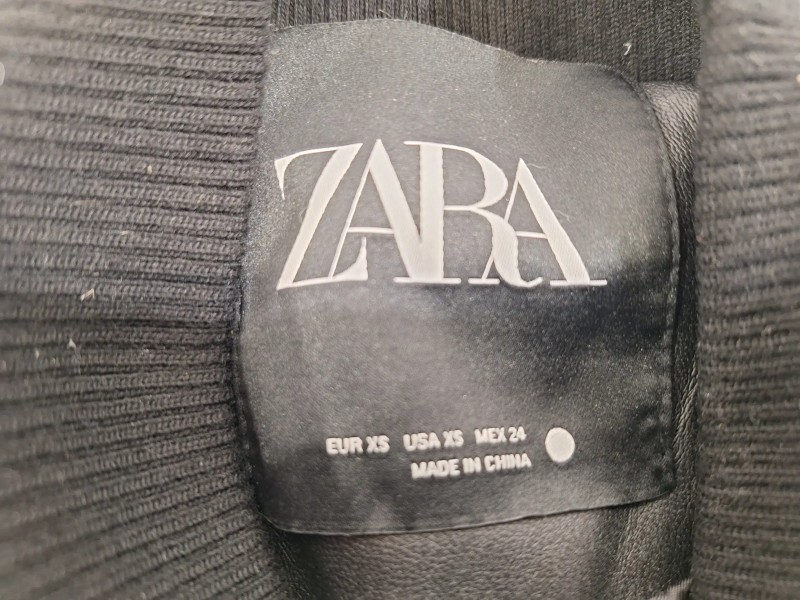 ZARA
EUR XS USA XS MEX 24
MADE IN CHINA